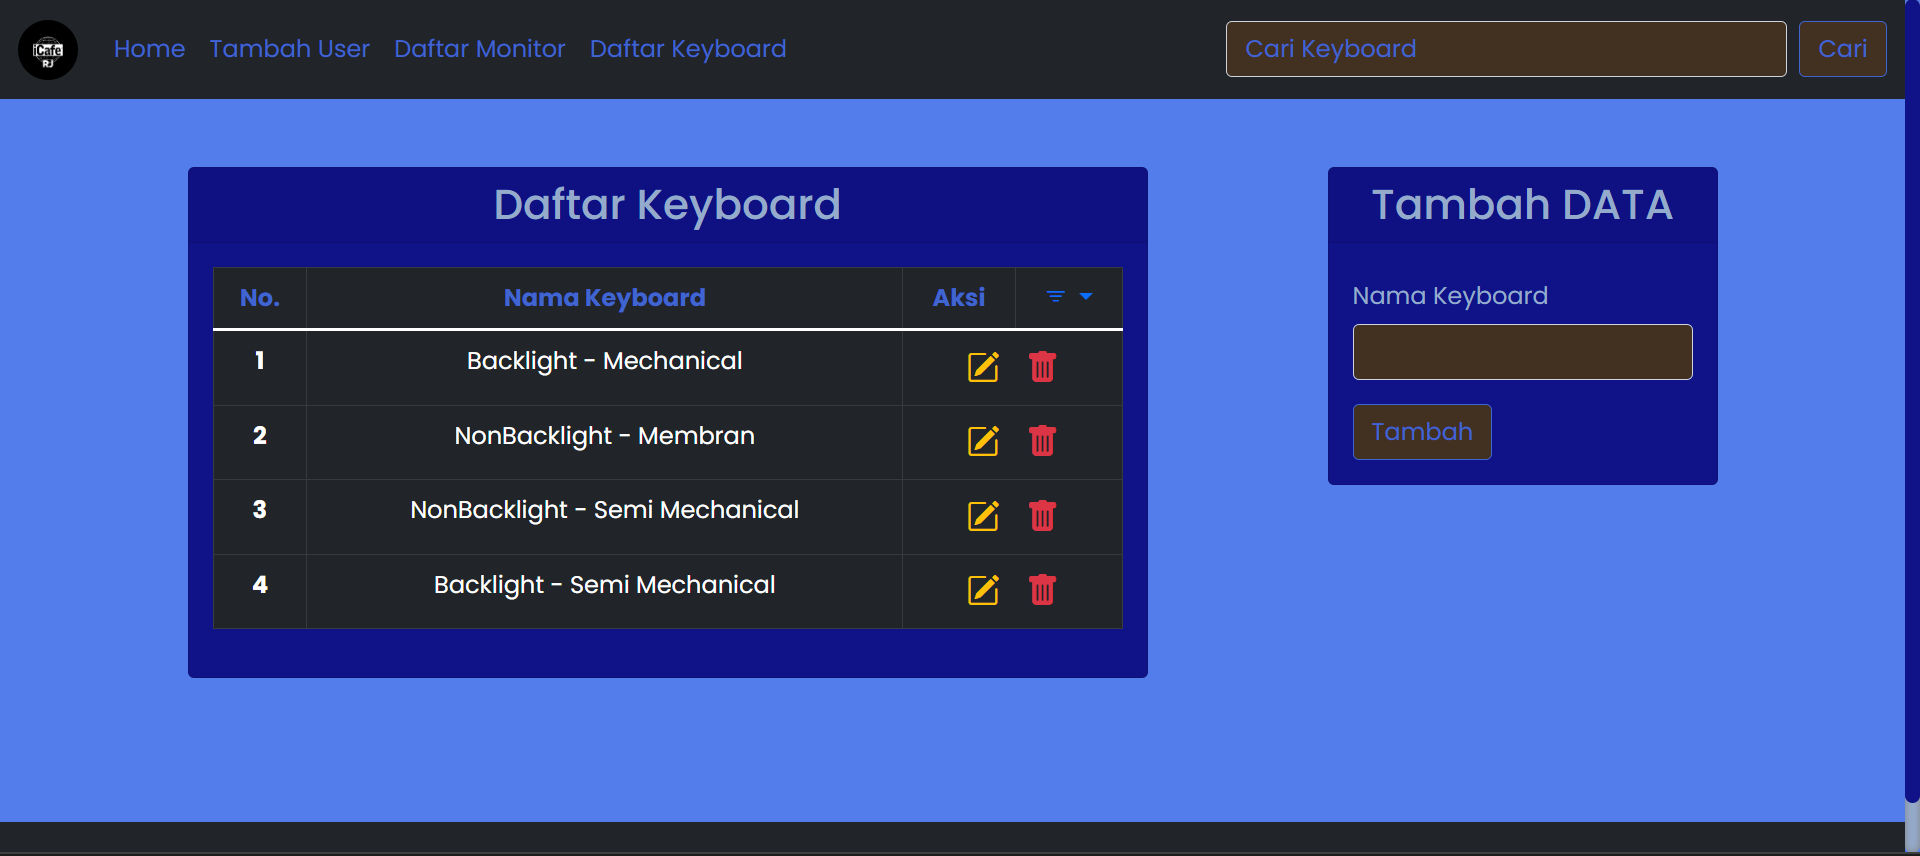 iCafe
RJ
Home Tambah User Daftar Monitor Daftar Keyboard Cari Keyboard Cari
Daftar Keyboard
No. Nama Keyboard Aksi
1 Backlight - Mechanical
2 NonBacklight - Membran
3 NonBacklight - Semi Mechanical
4 Backlight - Semi Mechanical
Tambah DATA
Nama Keyboard
Tambah